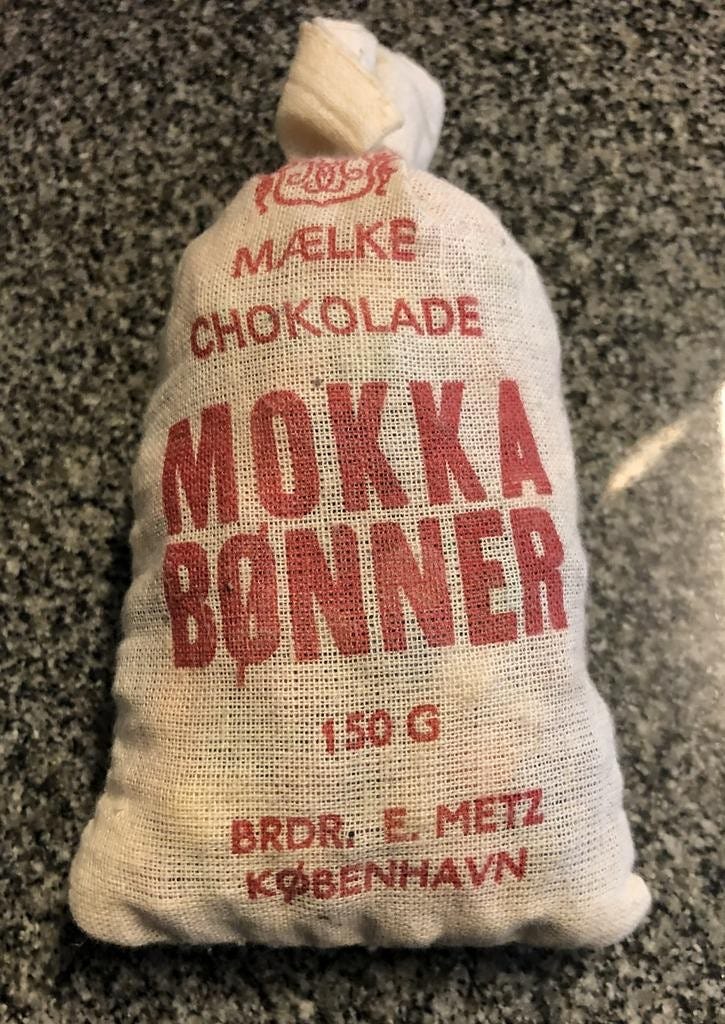 MÆLKE
CHOKOLADE
MOKKA
BØNNER
150 G
BRDR. E. METZ
KØBENHAVN